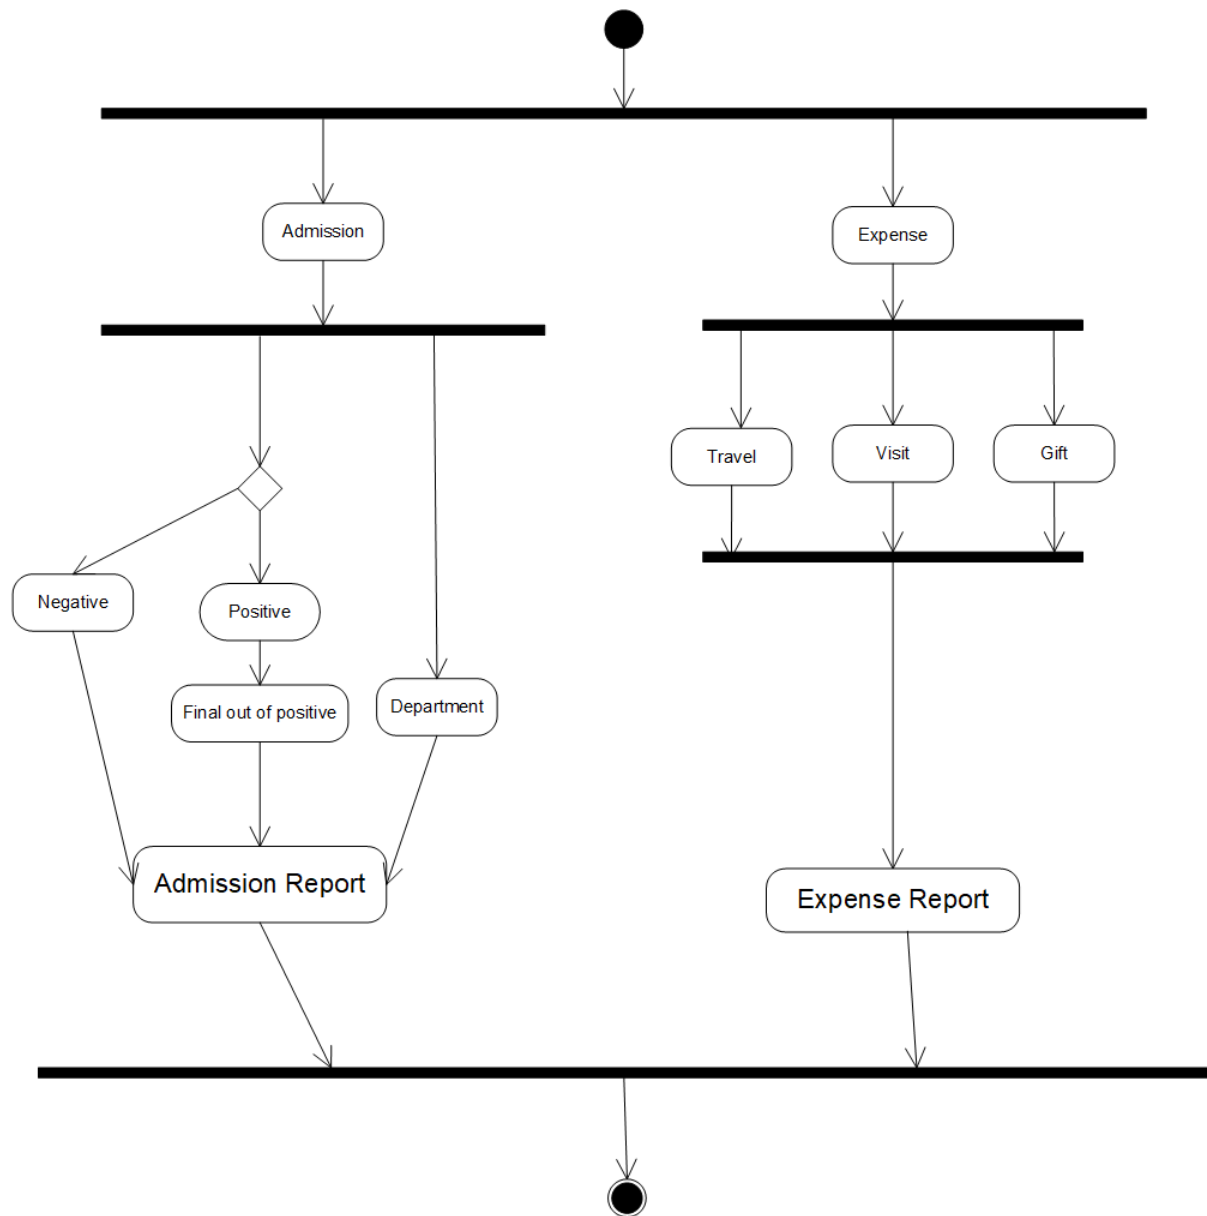 Admission
Expense
Travel
Visit
Gift
Negative
Positive
Final out of positive
Department
Admission Report
Expense Report